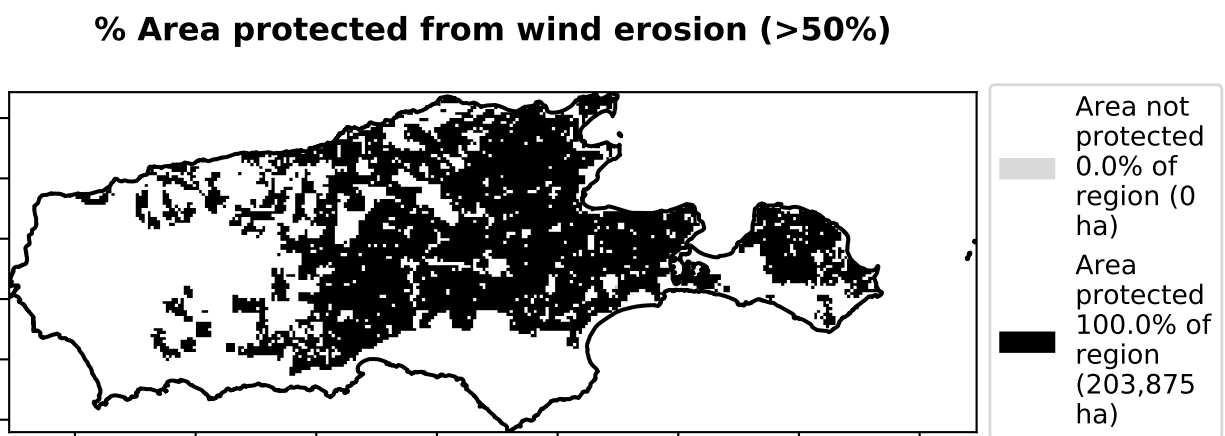 % Area protected from wind erosion (>50%)
Area not
protected
0.0% of
region (0
ha)
Area
protected
100.0% of
region
(203,875
ha)